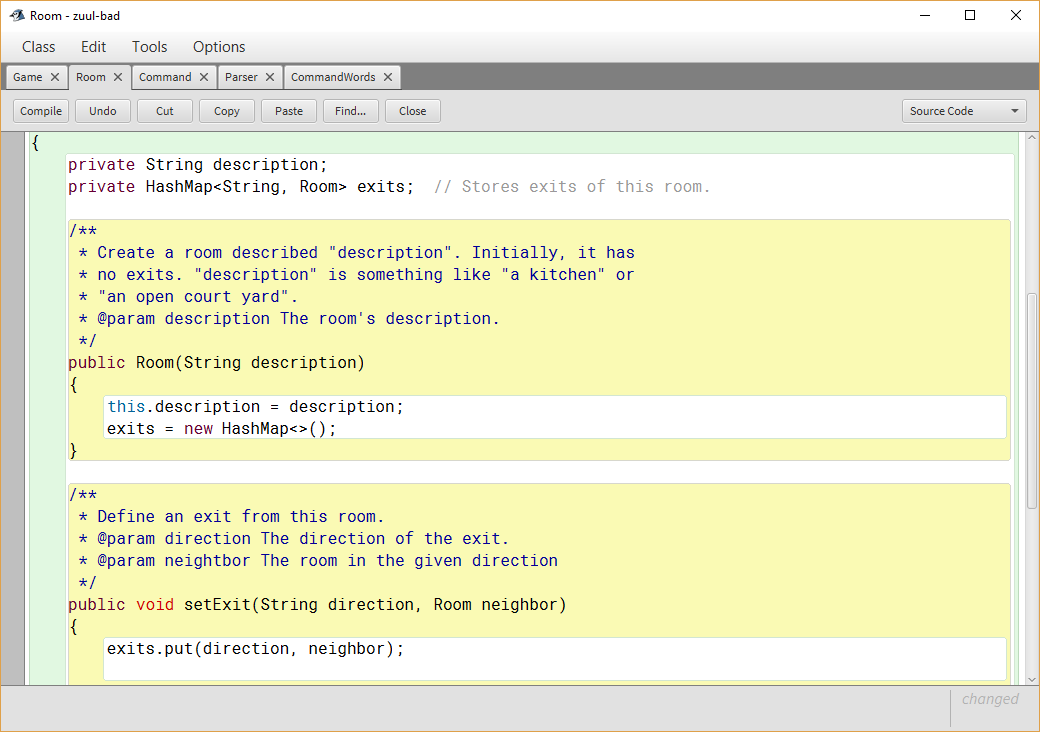 Room - zuul-bad
Class Edit Tools Options
Game Room Command Parser CommandWords
Compile Undo Cut Copy Paste Find... Close Source Code
{
private String description;
private HashMap<String, Room> exits;  // Stores exits of this room.
/**
 * Create a room described "description". Initially, it has
 * no exits. "description" is something like "a kitchen" or
 * "an open court yard".
 * @param description The room's description.
 */
public Room(String description)
{
this.description = description;
exits = new HashMap<>();
}
/**
 * Define an exit from this room.
 * @param direction The direction of the exit.
 * @param neightbor The room in the given direction
 */
public void setExit(String direction, Room neighbor)
{
exits.put(direction, neighbor);
changed